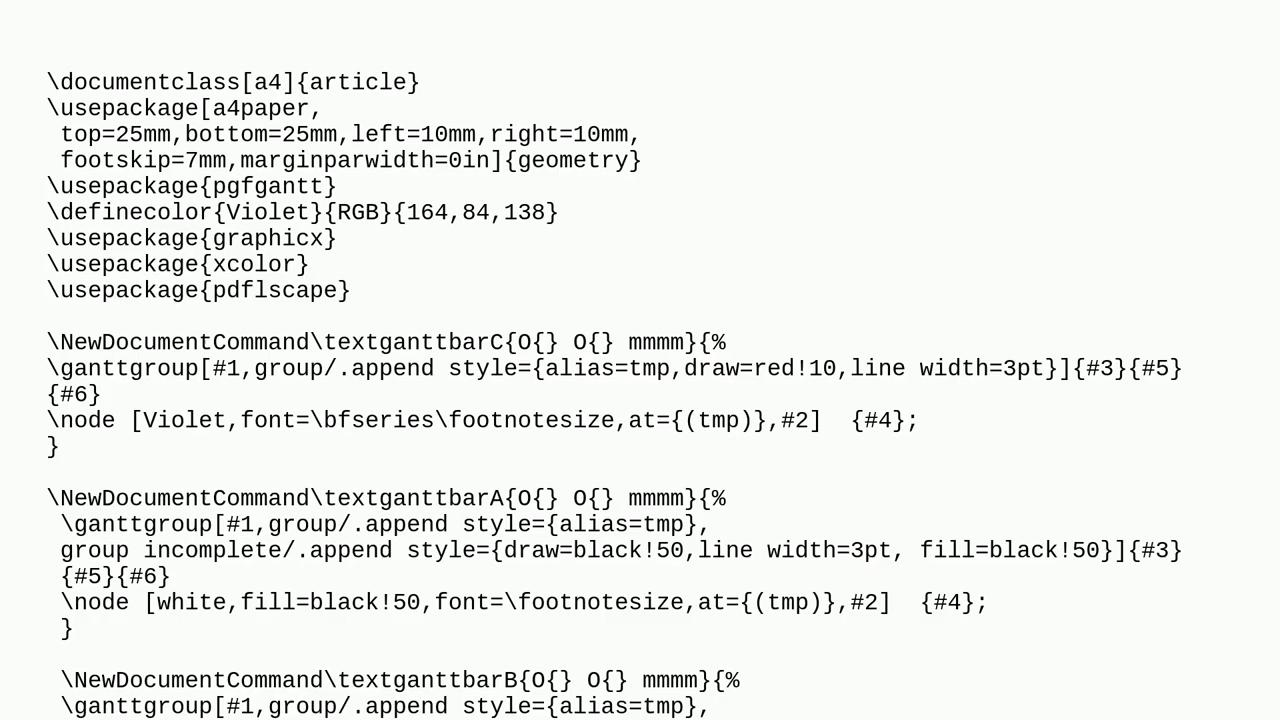 \documentclass[a4]{article}
\usepackage[a4paper,
 top=25mm,bottom=25mm,left=10mm,right=10mm,
 footskip=7mm,marginparwidth=0in]{geometry}
\usepackage{pgfgantt}
\definecolor{Violet}{RGB}{164,84,138}
\usepackage{graphicx}
\usepackage{xcolor}
\usepackage{pdflscape}

\NewDocumentCommand\textganttbarC{O{} O{} mmmm}{%
\ganttgroup[#1,group/.append style={alias=tmp,draw=red!10,line width=3pt}]{#3}{#5}
{#6}
\node [Violet,font=\bfseries\footnotesize,at={(tmp)},#2]  {#4};
}

\NewDocumentCommand\textganttbarA{O{} O{} mmmm}{%
 \ganttgroup[#1,group/.append style={alias=tmp},
 group incomplete/.append style={draw=black!50,line width=3pt, fill=black!50}]{#3}
 {#5}{#6}
 \node [white,fill=black!50,font=\footnotesize,at={(tmp)},#2]  {#4};
 }

 \NewDocumentCommand\textganttbarB{O{} O{} mmmm}{%
 \ganttgroup[#1,group/.append style={alias=tmp},